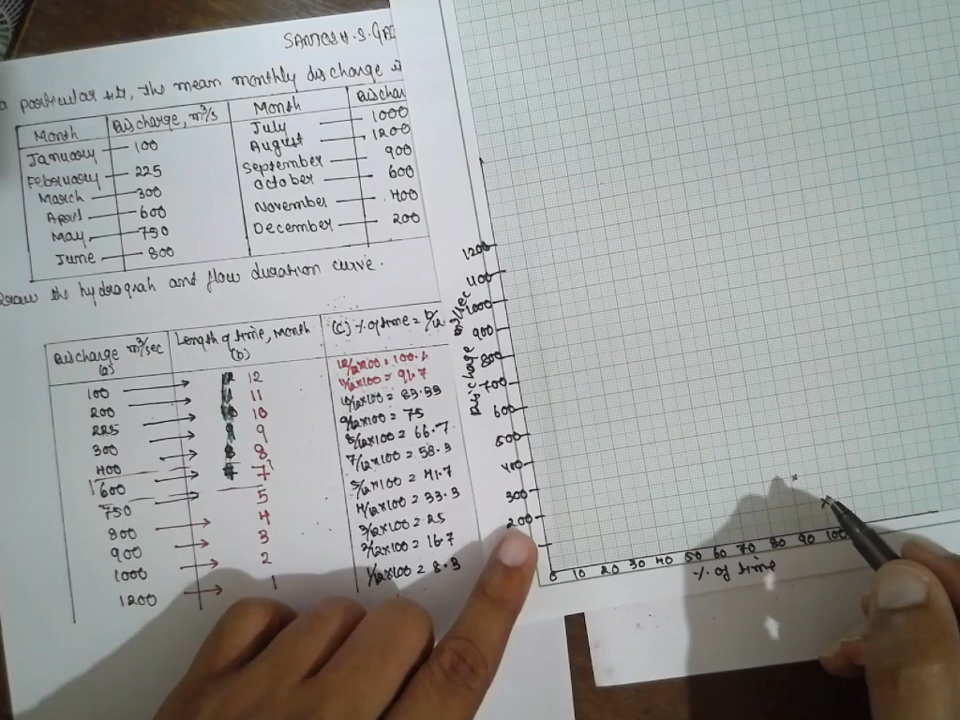 SANTOSH.S.GAI
a particular site, the mean monthly discharge is
Month Discharge, m³/s Month Dischar
January 100 July 1000
February 225 August 1200
March 300 September 900
April 600 October 600
May 750 November 400
June 800 December 200
Draw the hydrograh and flow duration curve.
Discharge m³/sec Length of time, month (c) % of time = b/12
(a) (b)
100 12 12/12×100 = 100
200 11 11/12×100 = 91.7
225 10 10/12×100 = 83.33
300 9 9/12×100 = 75
400 8 8/12×100 = 66.7
600 7 7/12×100 = 58.3
750 5 5/12×100 = 41.7
800 4 4/12×100 = 33.3
900 3 3/12×100 = 25
1000 2 2/12×100 = 16.7
1200 1 1/12×100 = 8.3
Discharge m3/sec
1200
1100
1000
900
800
700
600
500
400
300
200
0 10 20 30 40 50 60 70 80 90 100
% of time